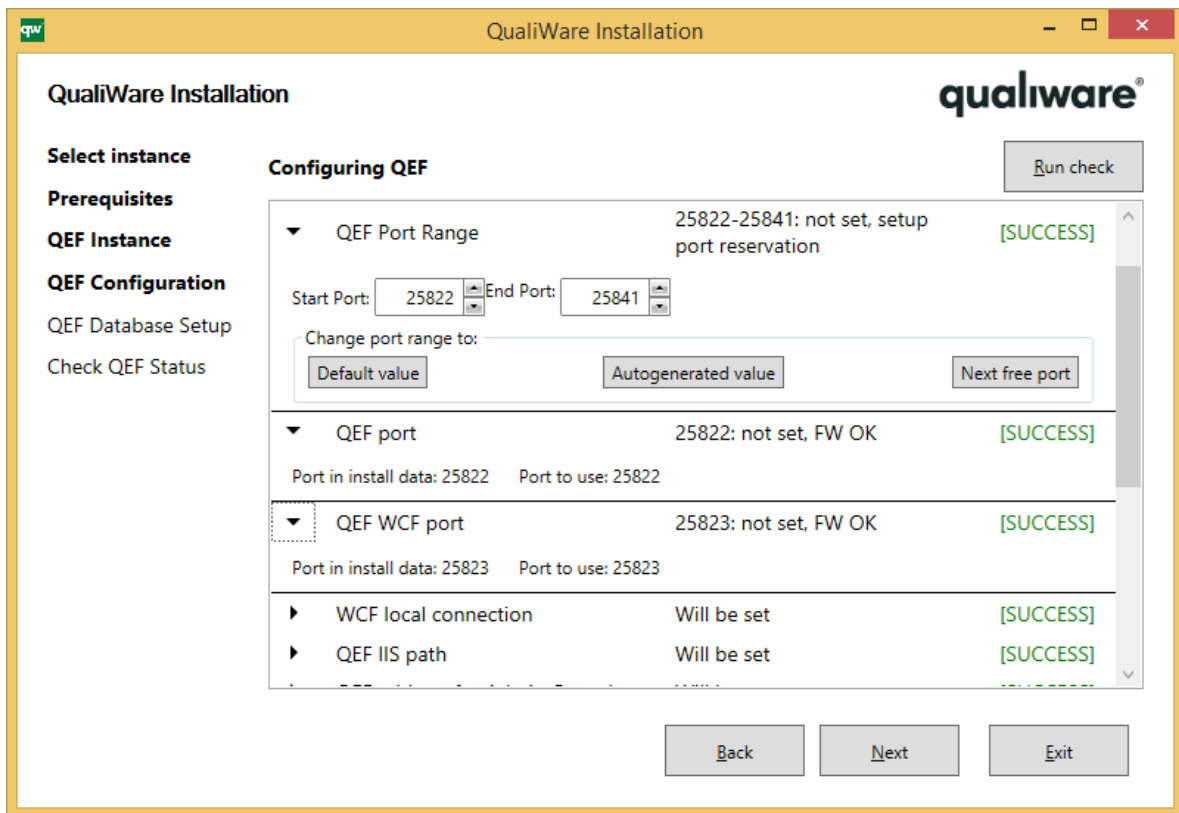 qw
QualiWare Installation
QualiWare Installation
qualiware®
Select instance
Prerequisites
QEF Instance
QEF Configuration
QEF Database Setup
Check QEF Status
Configuring QEF
Run check
QEF Port Range
25822-25841: not set, setup
port reservation
[SUCCESS]
Start Port: 25822 End Port: 25841
Change port range to:
Default value Autogenerated value Next free port
QEF port 25822: not set, FW OK [SUCCESS]
Port in install data: 25822 Port to use: 25822
QEF WCF port 25823: not set, FW OK [SUCCESS]
Port in install data: 25823 Port to use: 25823
WCF local connection Will be set [SUCCESS]
QEF IIS path Will be set [SUCCESS]
Back Next Exit